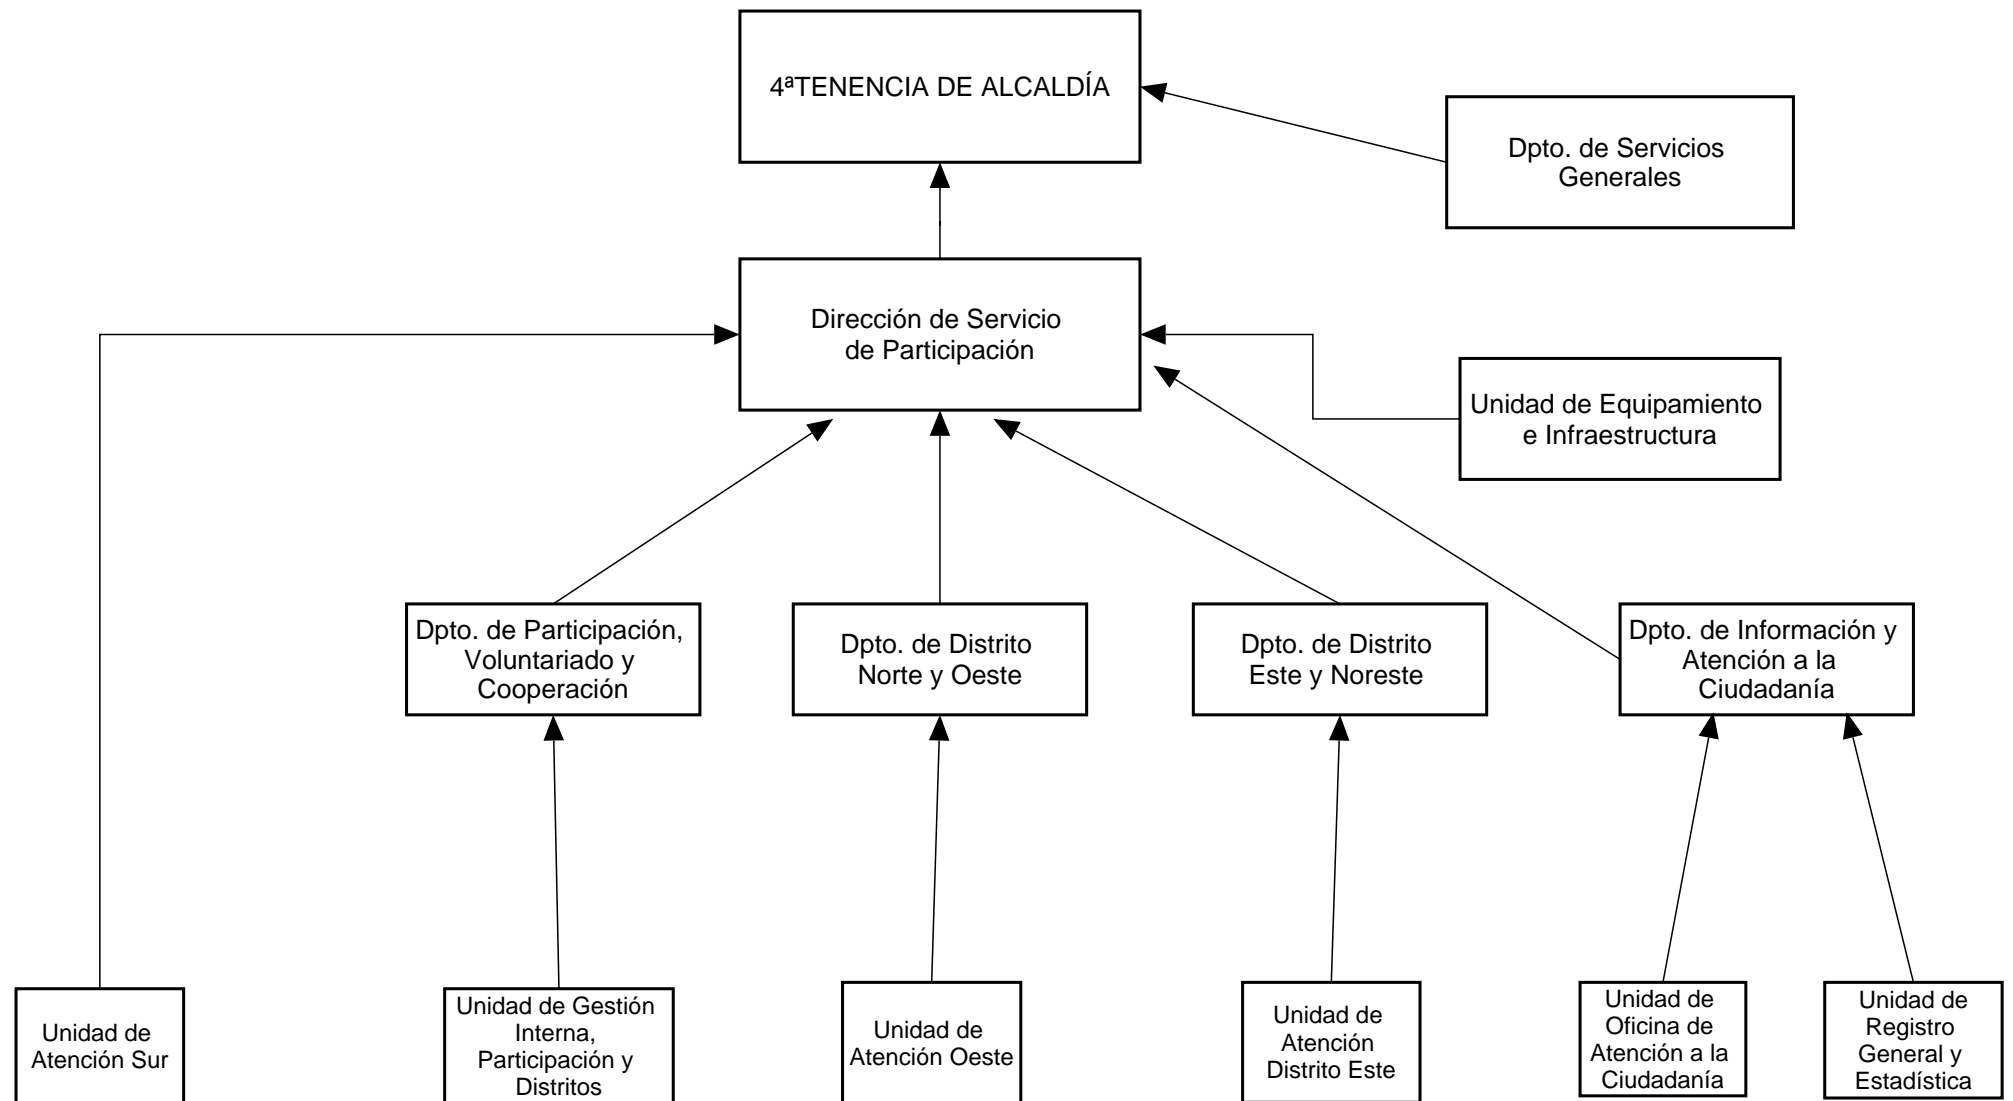 4ªTENENCIA DE ALCALDÍA
Dpto. de Servicios
Generales
Dirección de Servicio
de Participación
Unidad de Equipamiento
e Infraestructura
Dpto. de Participación,
Voluntariado y
Cooperación
Dpto. de Distrito
Norte y Oeste
Dpto. de Distrito
Este y Noreste
Dpto. de Información y
Atención a la
Ciudadanía
Unidad de
Atención Sur
Unidad de Gestión
Interna,
Participación y
Distritos
Unidad de
Atención Oeste
Unidad de
Atención
Distrito Este
Unidad de
Oficina de
Atención a la
Ciudadanía
Unidad de
Registro
General y
Estadística